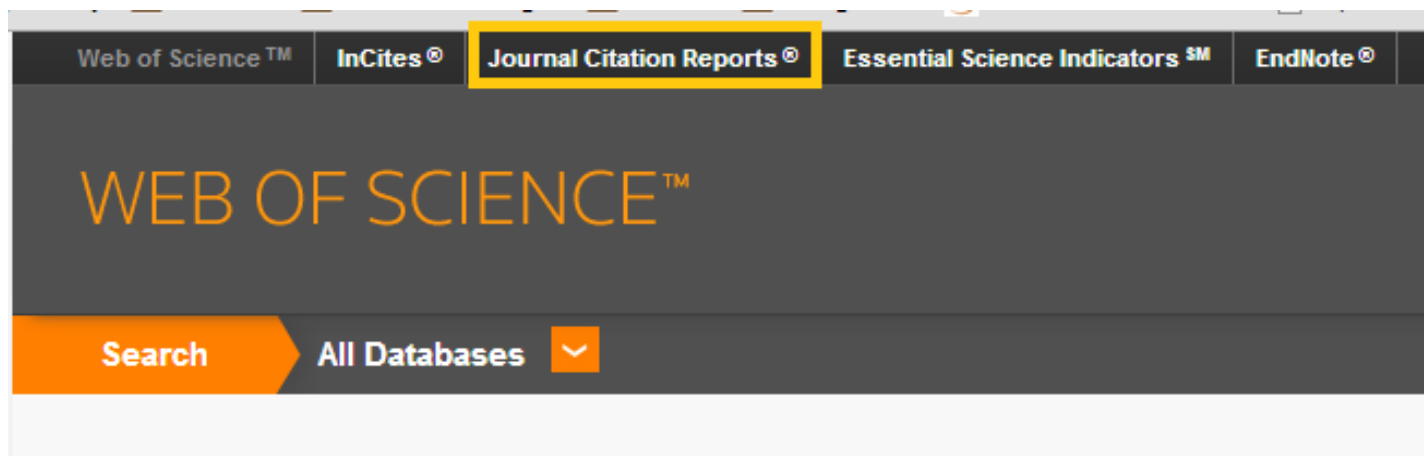 Web of Science™ InCites® Journal Citation Reports® Essential Science Indicators℠ EndNote®
WEB OF SCIENCE™
Search All Databases